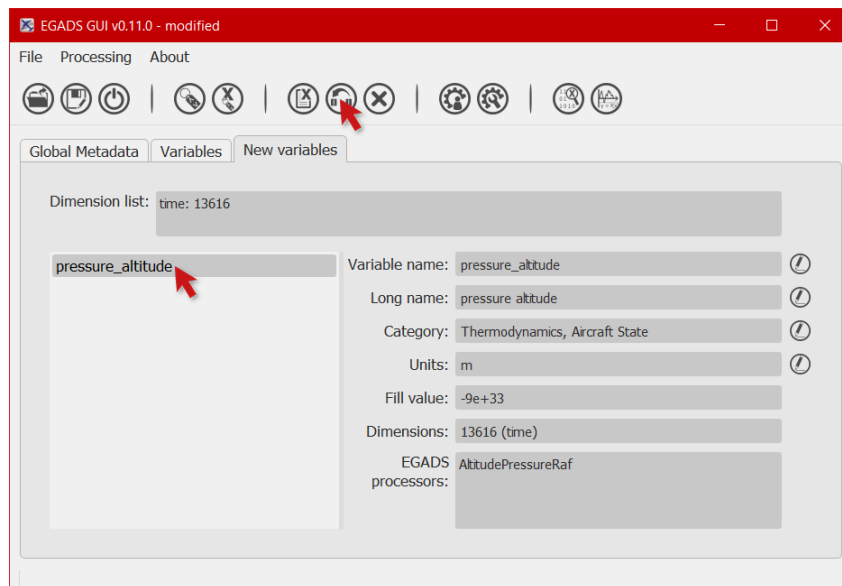 EGADS GUI v0.11.0 - modified
File Processing About
Global Metadata Variables New variables
Dimension list: time: 13616
pressure_altitude
Variable name: pressure_altitude
Long name: pressure altitude
Category: Thermodynamics, Aircraft State
Units: m
Fill value: -9e+33
Dimensions: 13616 (time)
EGADS processors: AltitudePressureRaf